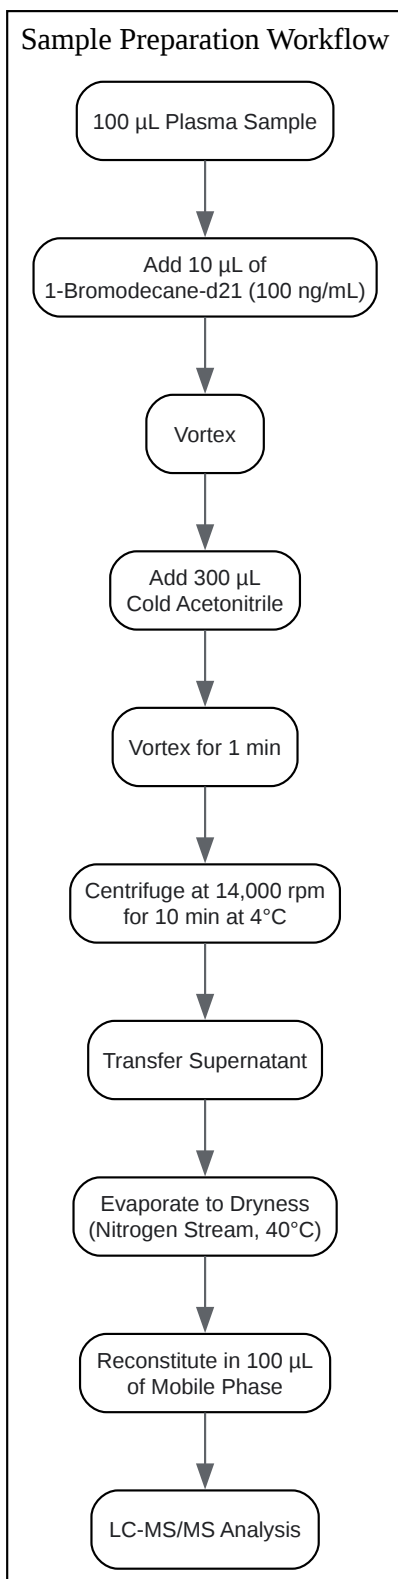 Sample Preparation Workflow
100 µL Plasma Sample
Add 10 µL of
1-Bromodecane-d21 (100 ng/mL)
Vortex
Add 300 µL
Cold Acetonitrile
Vortex for 1 min
Centrifuge at 14,000 rpm
for 10 min at 4°C
Transfer Supernatant
Evaporate to Dryness
(Nitrogen Stream, 40°C)
Reconstitute in 100 µL
of Mobile Phase
LC-MS/MS Analysis